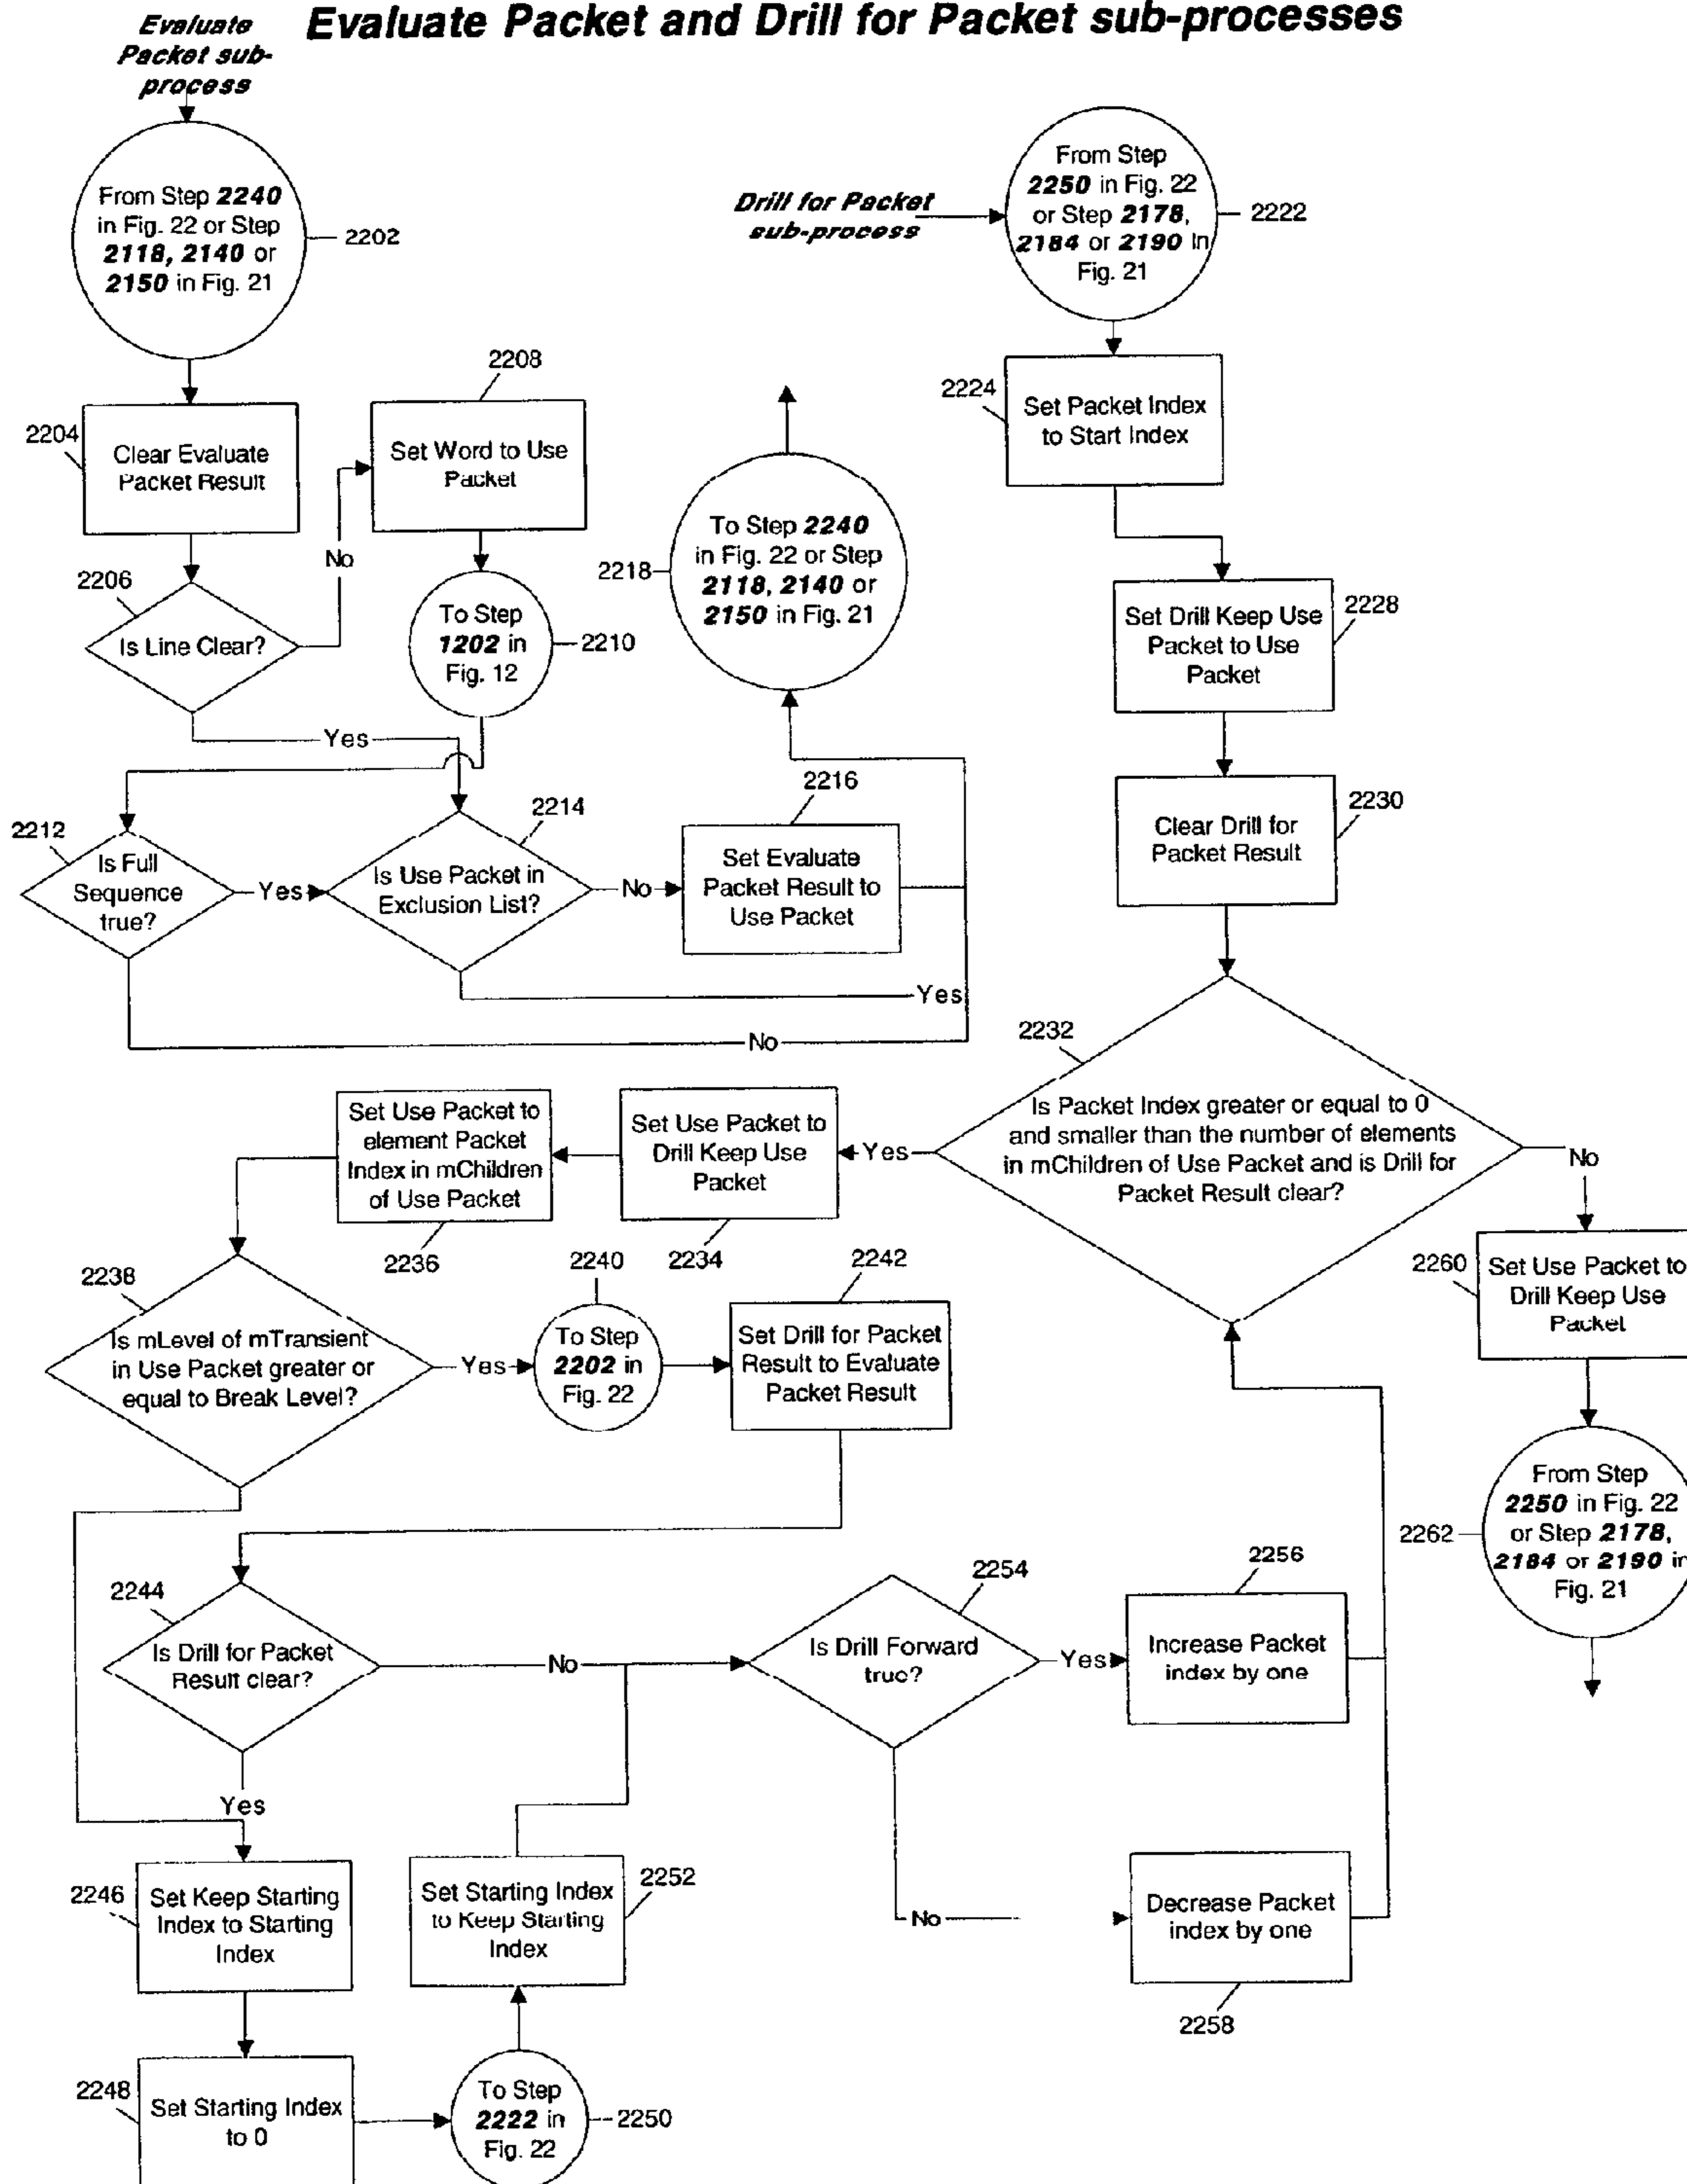 Evaluate Packet and Drill for Packet sub-processes
Evaluate
Packet sub-
process
From Step 2240
in Fig. 22 or Step
2118, 2140 or
2150 in Fig. 21
2202
Drill for Packet
sub-process
From Step
2250 in Fig. 22
or Step 2178,
2184 or 2190 in
Fig. 21
2222
2204
Clear Evaluate
Packet Result
2208
Set Word to Use
Packet
No
2206
Is Line Clear?
To Step
1202 in
Fig. 12
2210
Yes
2218
To Step 2240
in Fig. 22 or Step
2118, 2140 or
2150 in Fig. 21
2224
Set Packet Index
to Start Index
Set Drill Keep Use
Packet to Use
Packet
2228
Clear Drill for
Packet Result
2230
2212
Is Full
Sequence
true?
Yes
2214
Is Use Packet in
Exclusion List?
No
2216
Set Evaluate
Packet Result to
Use Packet
Yes
No
2232
Is Packet Index greater or equal to 0
and smaller than the number of elements
in mChildren of Use Packet and is Drill for
Packet Result clear?
Yes
No
Set Use Packet to
Drill Keep Use
Packet
2234
Set Use Packet to
element Packet
Index in mChildren
of Use Packet
2236
2238
Is mLevel of mTransient
in Use Packet greater or
equal to Break Level?
Yes
2240
To Step
2202 in
Fig. 22
2242
Set Drill for Packet
Result to Evaluate
Packet Result
2260
Set Use Packet to
Drill Keep Use
Packet
2262
From Step
2250 in Fig. 22
or Step 2178,
2184 or 2190 in
Fig. 21
2244
Is Drill for Packet
Result clear?
No
Yes
2254
Is Drill Forward
true?
Yes
2256
Increase Packet
index by one
No
Decrease Packet
index by one
2258
2246
Set Keep Starting
Index to Starting
Index
2252
Set Starting Index
to Keep Starting
Index
2248
Set Starting Index
to 0
To Step
2222 in
Fig. 22
2250